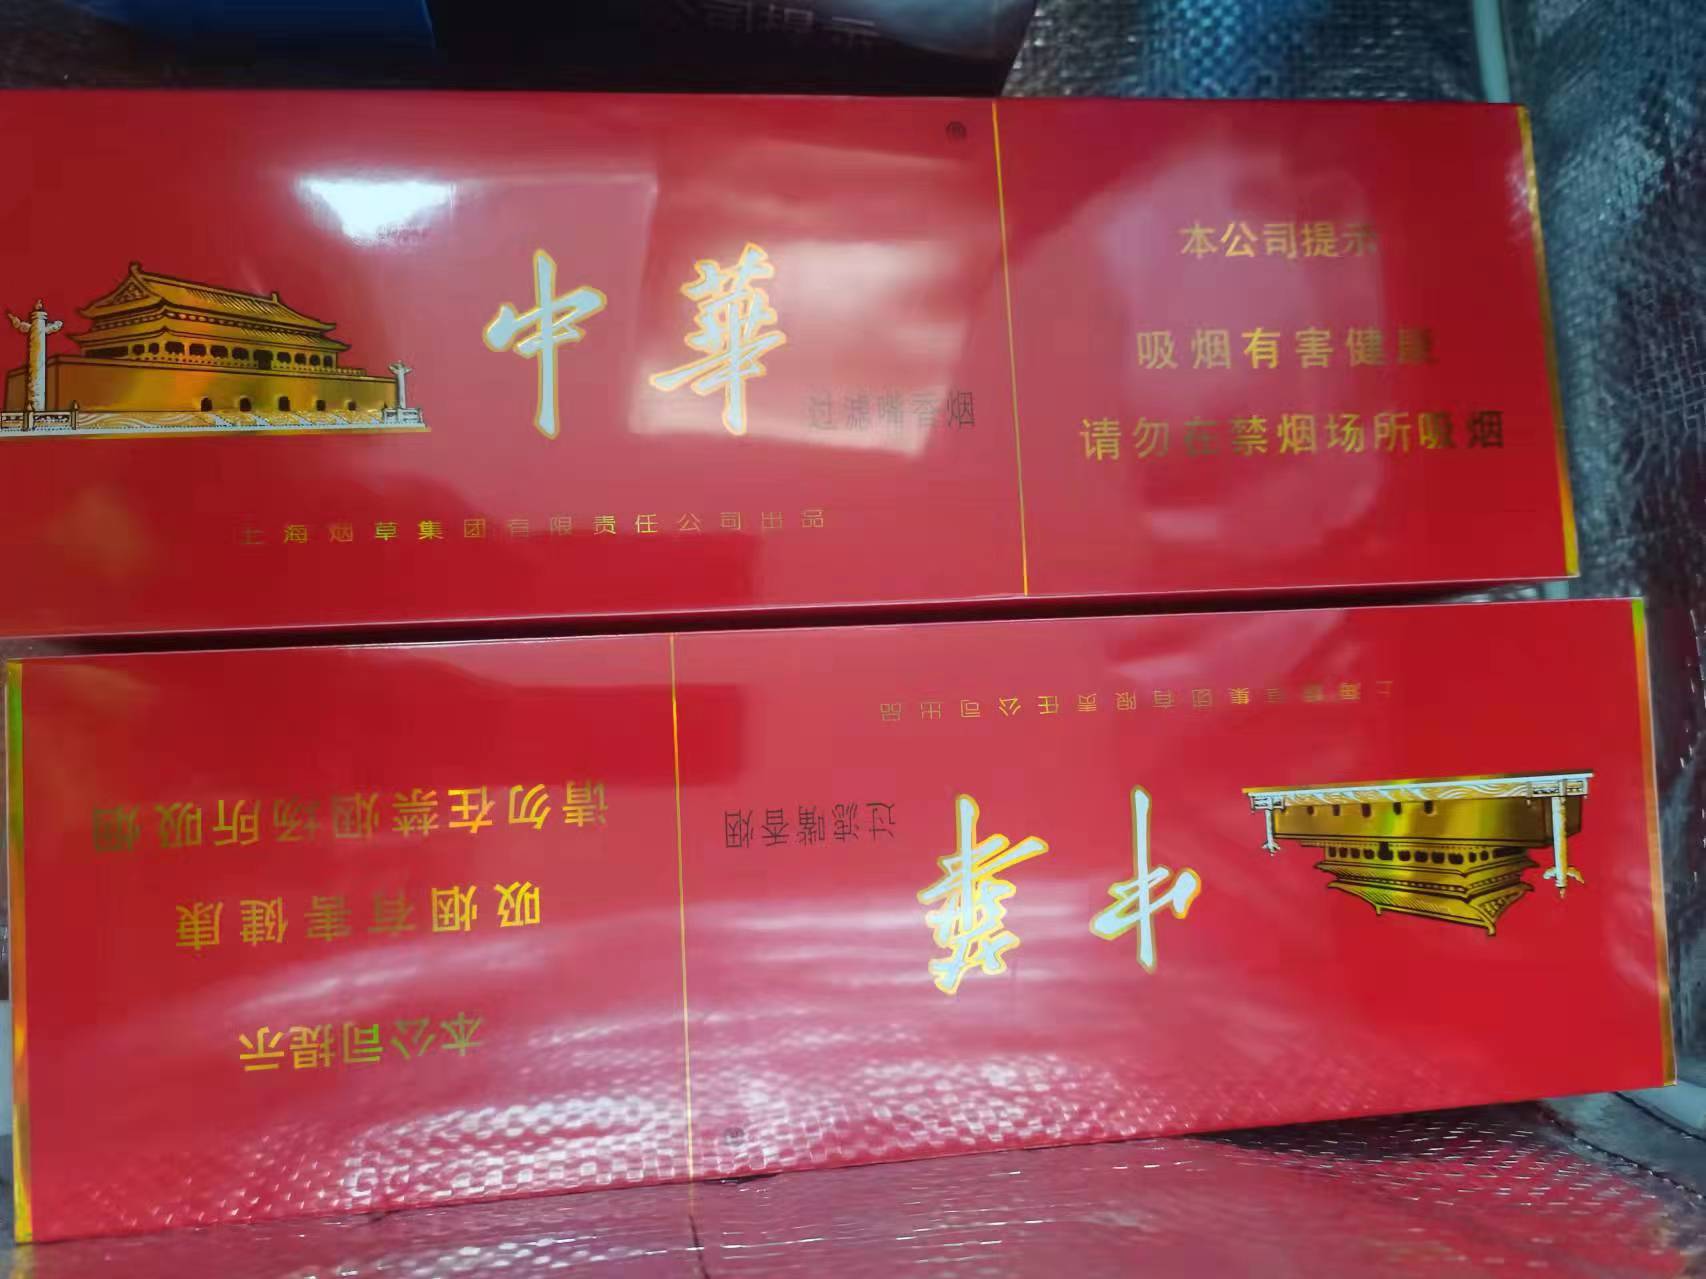 公司提示
中華
®
过滤嘴香烟
上海烟草集团有限责任公司出品
本公司提示
吸烟有害健康
请勿在禁烟场所吸烟
中華
过滤嘴香烟
上海烟草集团有限责任公司出品
本公司提示
吸烟有害健康
请勿在禁烟场所吸烟